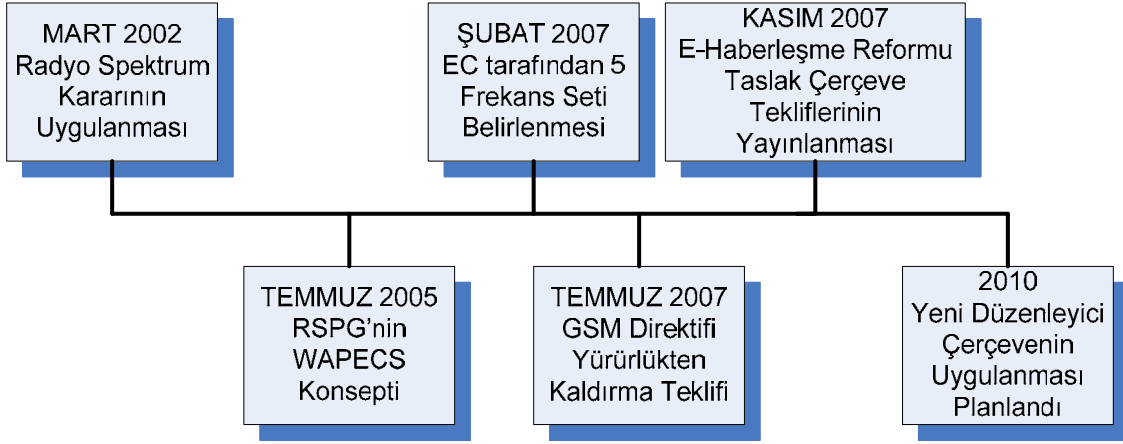 MART 2002
Radyo Spektrum
Kararının
Uygulanması
ŞUBAT 2007
EC tarafından 5
Frekans Seti
Belirlenmesi
KASIM 2007
E-Haberleşme Reformu
Taslak Çerçeve
Tekliflerinin
Yayınlanması
TEMMUZ 2005
RSPG'nin
WAPECS
Konsepti
TEMMUZ 2007
GSM Direktifi
Yürürlükten
Kaldırma Teklifi
2010
Yeni Düzenleyici
Çerçevenin
Uygulanması
Planlandı